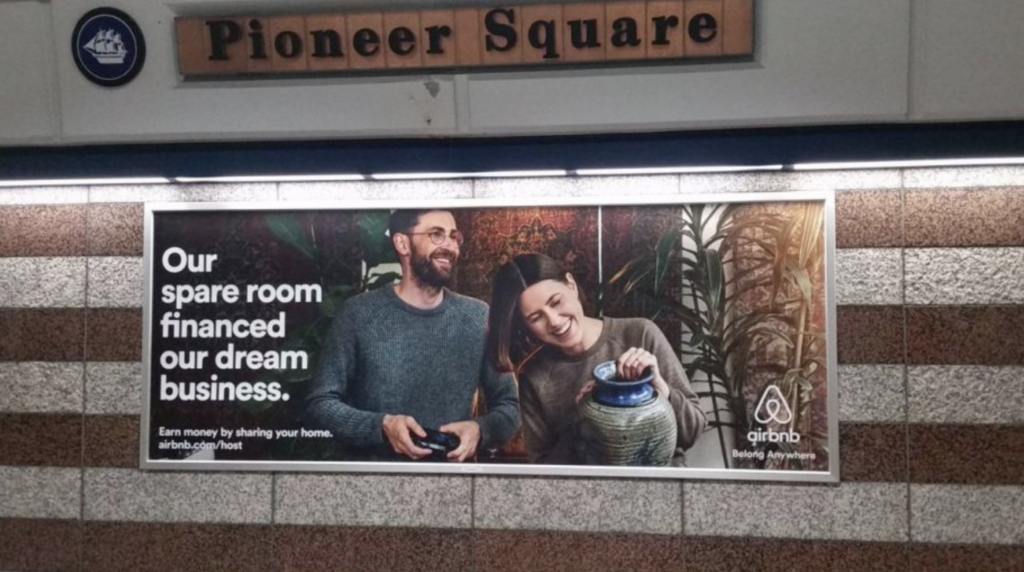 Pioneer Square
Our
spare room
financed
our dream
business.
Earn money by sharing your home.
airbnb.com/host
airbnb
Belong Anywhere